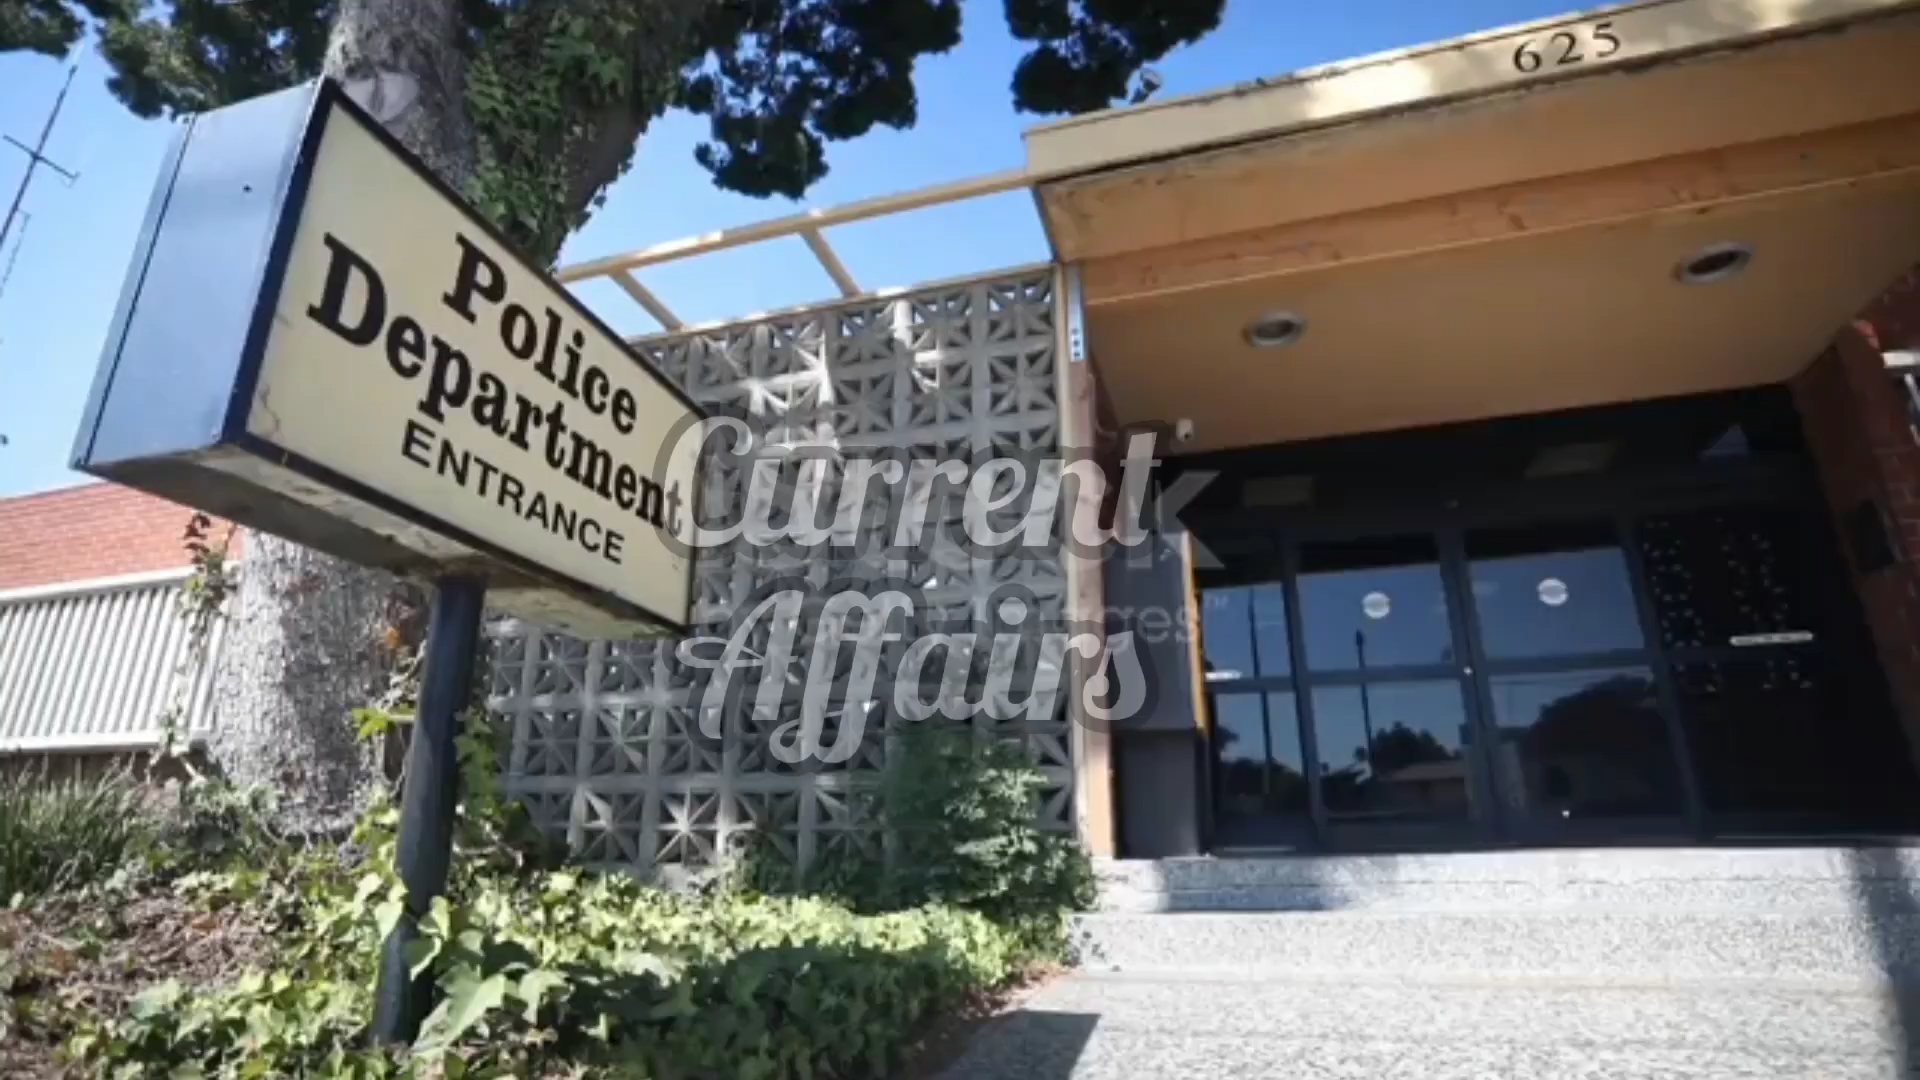 625
Police
Department
ENTRANCE
Current
Affairs